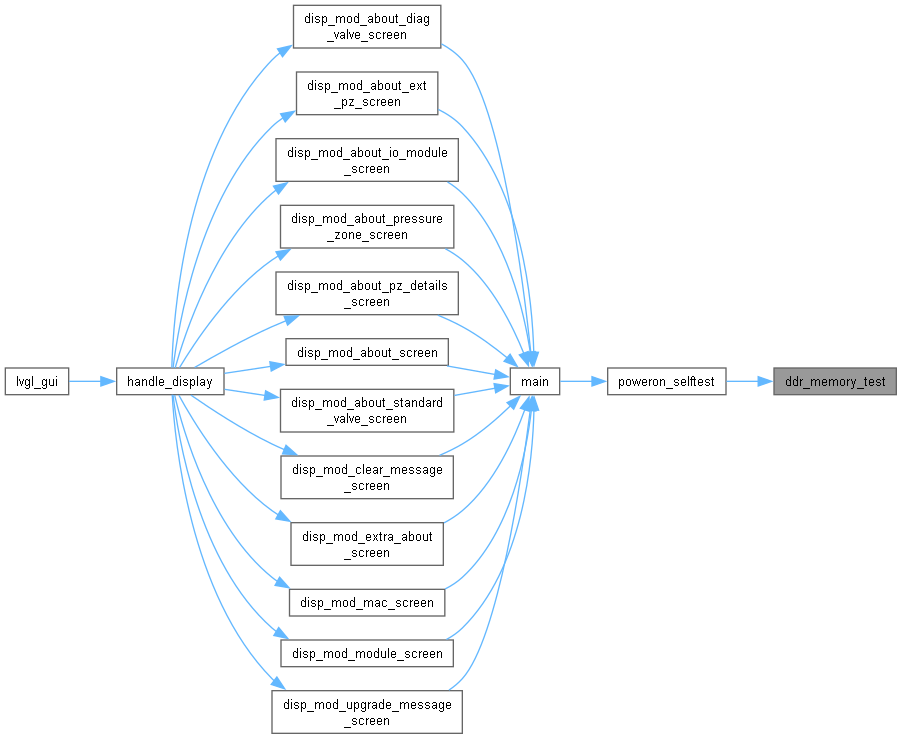 disp_mod_about_diag
_valve_screen
disp_mod_about_ext
_pz_screen
disp_mod_about_io_module
_screen
disp_mod_about_pressure
_zone_screen
disp_mod_about_pz_details
_screen
disp_mod_about_screen
lvgl_gui
handle_display
main
poweron_selftest
ddr_memory_test
disp_mod_about_standard
_valve_screen
disp_mod_clear_message
_screen
disp_mod_extra_about
_screen
disp_mod_mac_screen
disp_mod_module_screen
disp_mod_upgrade_message
_screen